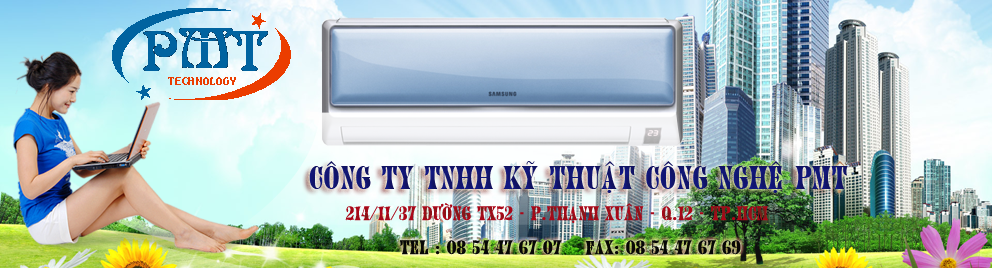 PMT
TECHNOLOGY
SAMSUNG
23
CÔNG TY TNHH KỸ THUẬT CÔNG NGHỆ PMT
214/11/37 ĐƯỜNG TX52 - P.THẠNH XUÂN - Q.12 - TP.HCM
TEL : 08 54 47 67 07 FAX: 08 54 47 67 69